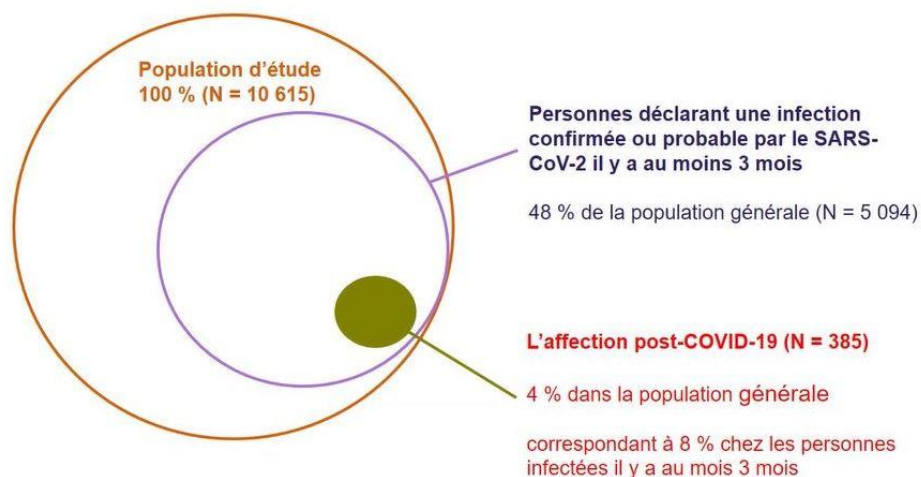 Population d'étude
100 % (N = 10 615)
Personnes déclarant une infection
confirmée ou probable par le SARS-
CoV-2 il y a au moins 3 mois
48 % de la population générale (N = 5 094)
L'affection post-COVID-19 (N = 385)
4 % dans la population générale
correspondant à 8 % chez les personnes
infectées il y a au mois 3 mois